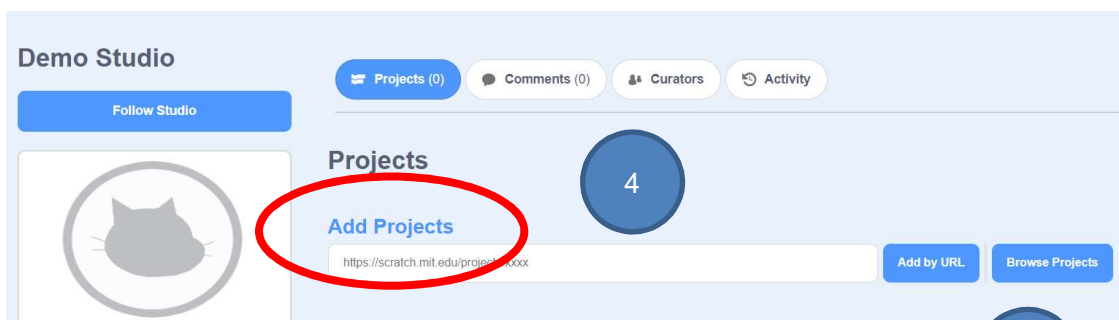 Demo Studio
Projects (0) Comments (0) Curators Activity
Follow Studio
Projects
4
Add Projects
Add by URL Browse Projects